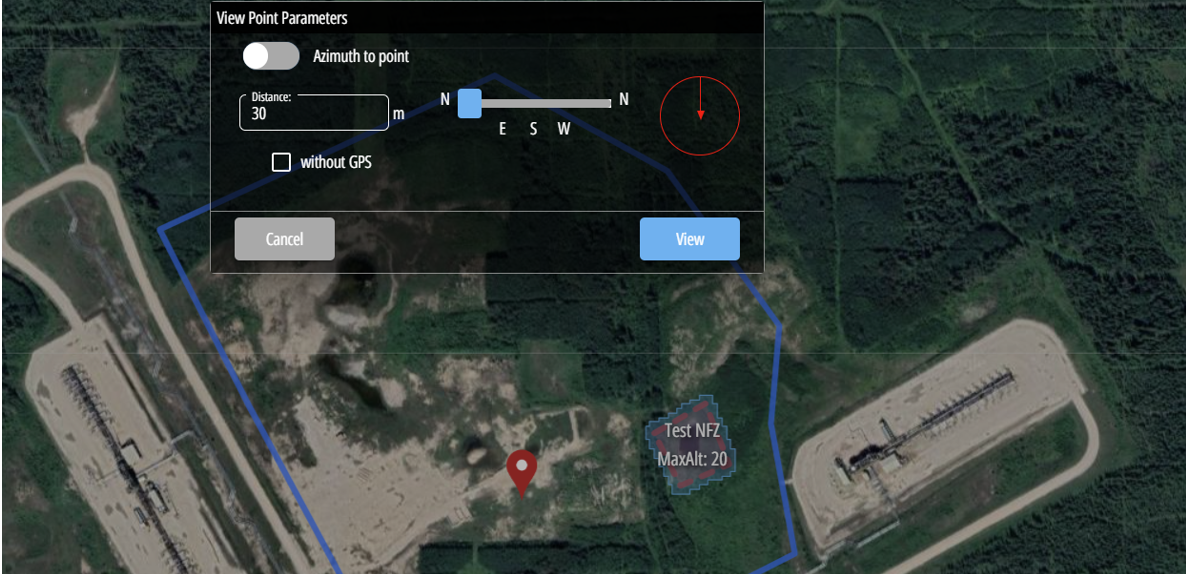 View Point Parameters
Azimuth to point
Distance:
30
m
N
N
E S W
without GPS
Cancel
View
Test NFZ
MaxAlt: 20